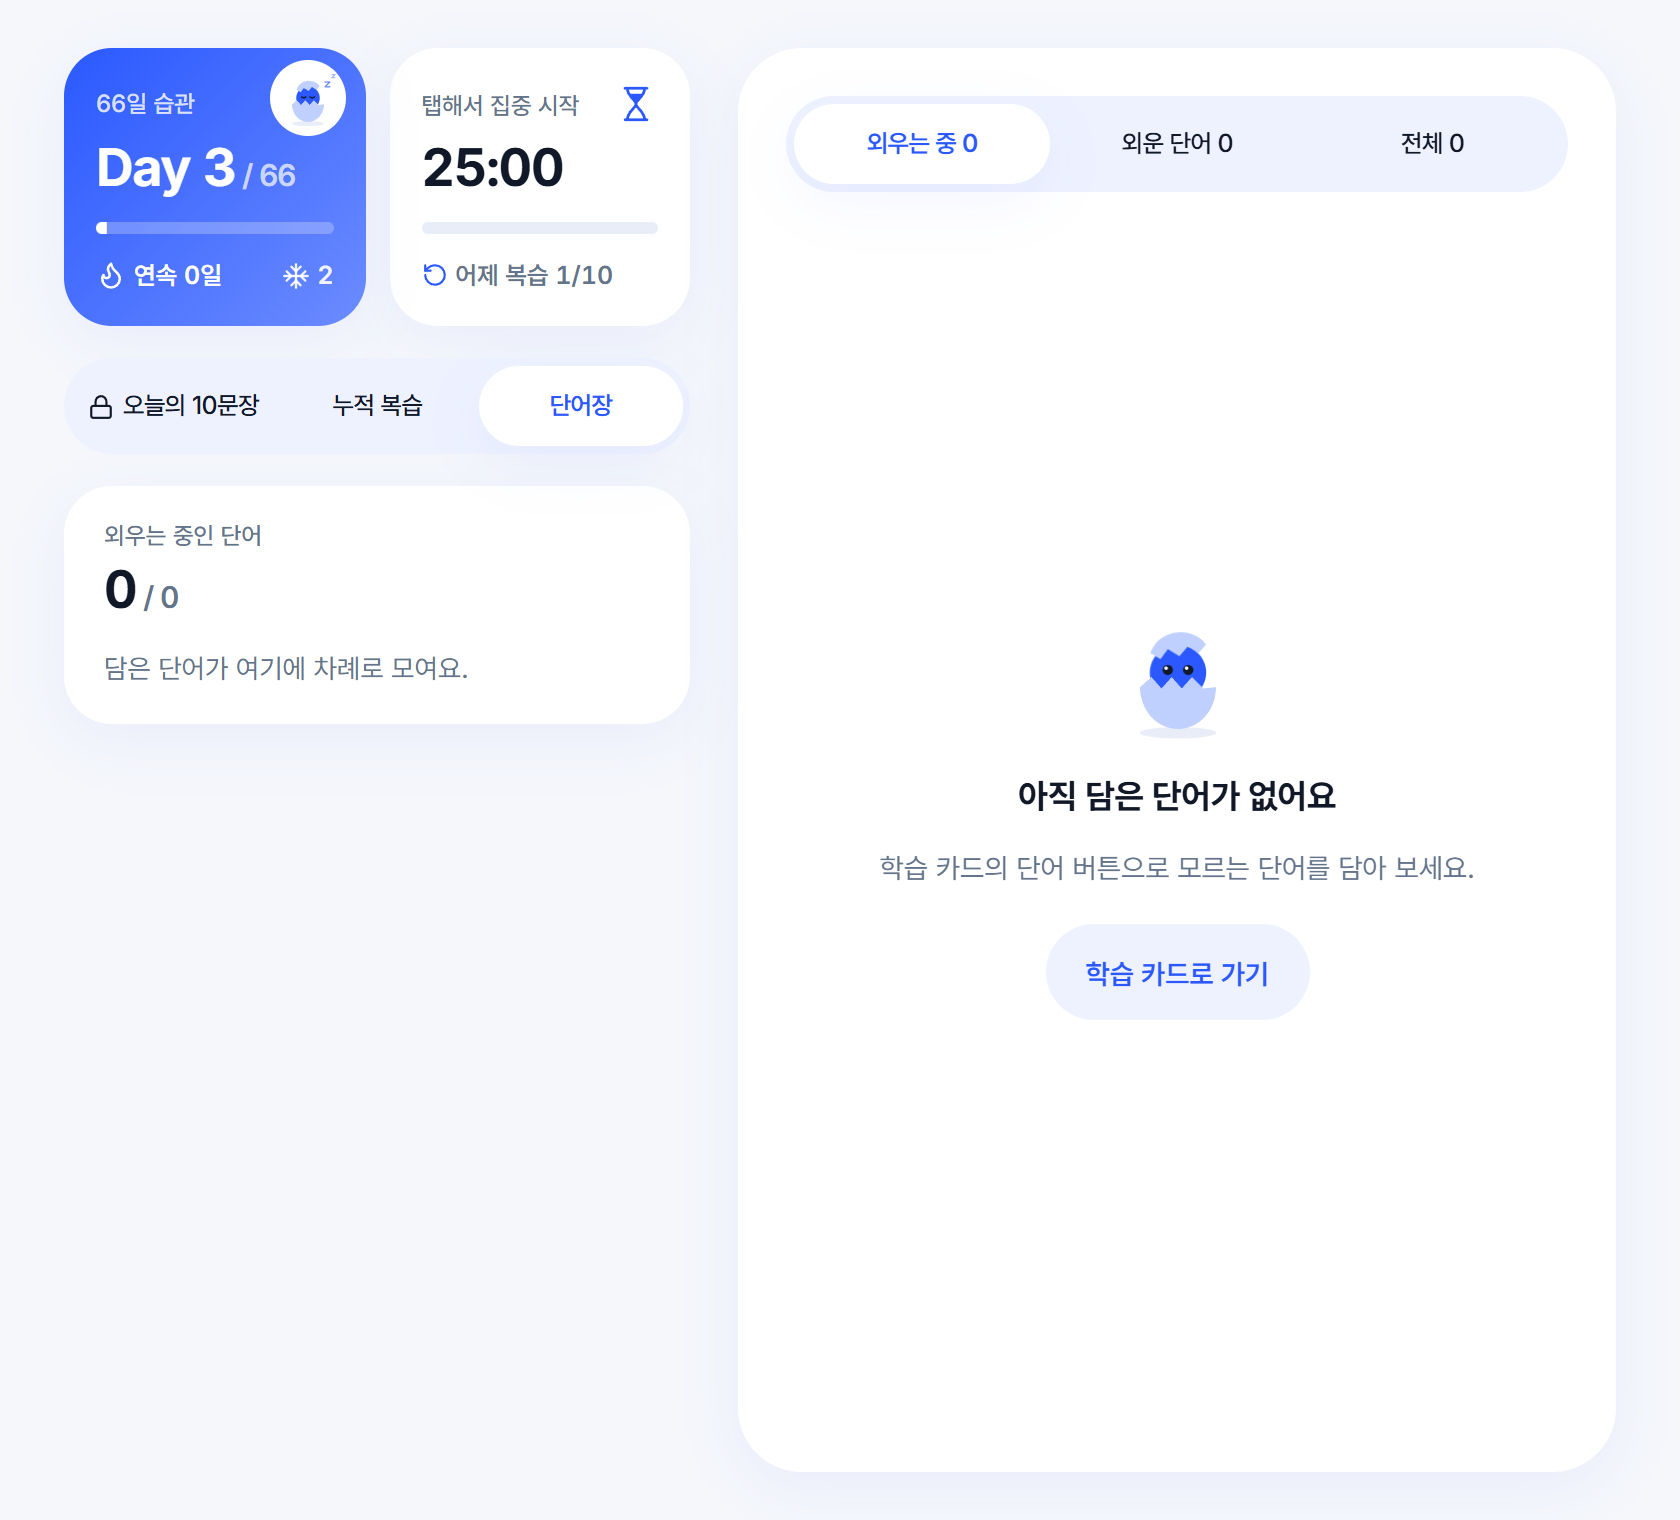 66일 습관
Day 3 / 66
연속 0일
2
탭해서 집중 시작
25:00
어제 복습 1/10
오늘의 10문장
누적 복습
단어장
외우는 중인 단어
0 / 0
담은 단어가 여기에 차례로 모여요.
외우는 중 0
외운 단어 0
전체 0
아직 담은 단어가 없어요
학습 카드의 단어 버튼으로 모르는 단어를 담아 보세요.
학습 카드로 가기